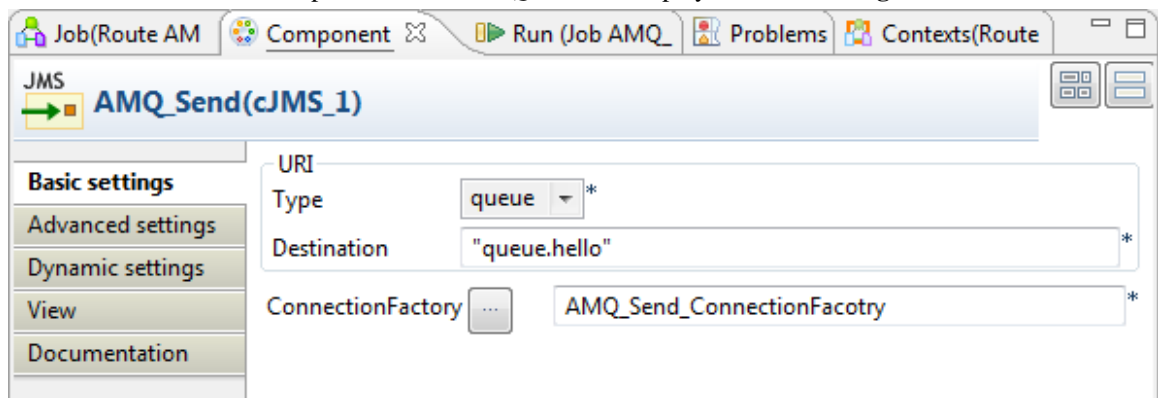 Job(Route AM Component Run (Job AMQ_ Problems Contexts(Route
JMS
AMQ_Send(cJMS_1)
Basic settings
Advanced settings
Dynamic settings
View
Documentation
URI
Type queue *
Destination "queue.hello" *
ConnectionFactory ... AMQ_Send_ConnectionFacotry *